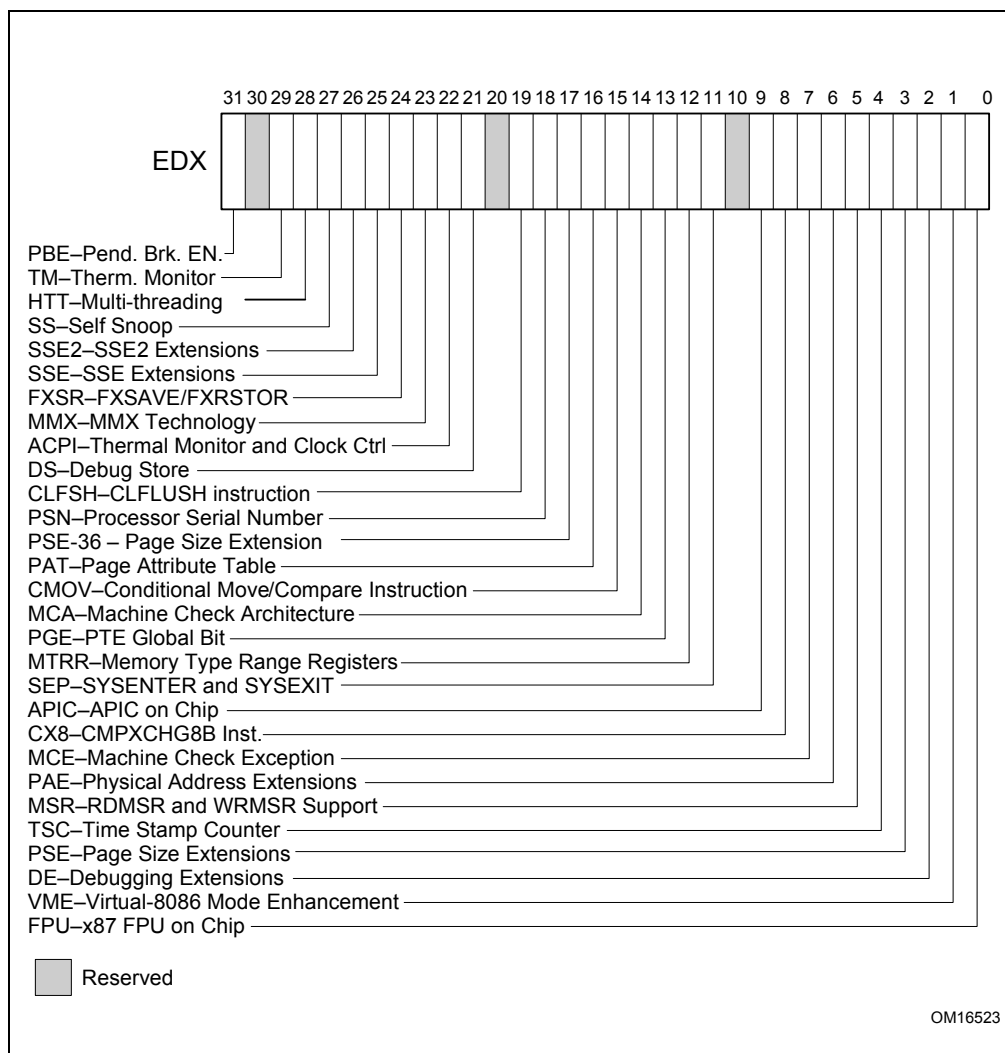 31 30 29 28 27 26 25 24 23 22 21 20 19 18 17 16 15 14 13 12 11 10 9 8 7 6 5 4 3 2 1 0
EDX
PBE–Pend. Brk. EN.
TM–Therm. Monitor
HTT–Multi-threading
SS–Self Snoop
SSE2–SSE2 Extensions
SSE–SSE Extensions
FXSR–FXSAVE/FXRSTOR
MMX–MMX Technology
ACPI–Thermal Monitor and Clock Ctrl
DS–Debug Store
CLFSH–CLFLUSH instruction
PSN–Processor Serial Number
PSE-36 – Page Size Extension
PAT–Page Attribute Table
CMOV–Conditional Move/Compare Instruction
MCA–Machine Check Architecture
PGE–PTE Global Bit
MTRR–Memory Type Range Registers
SEP–SYSENTER and SYSEXIT
APIC–APIC on Chip
CX8–CMPXCHG8B Inst.
MCE–Machine Check Exception
PAE–Physical Address Extensions
MSR–RDMSR and WRMSR Support
TSC–Time Stamp Counter
PSE–Page Size Extensions
DE–Debugging Extensions
VME–Virtual-8086 Mode Enhancement
FPU–x87 FPU on Chip
Reserved
OM16523